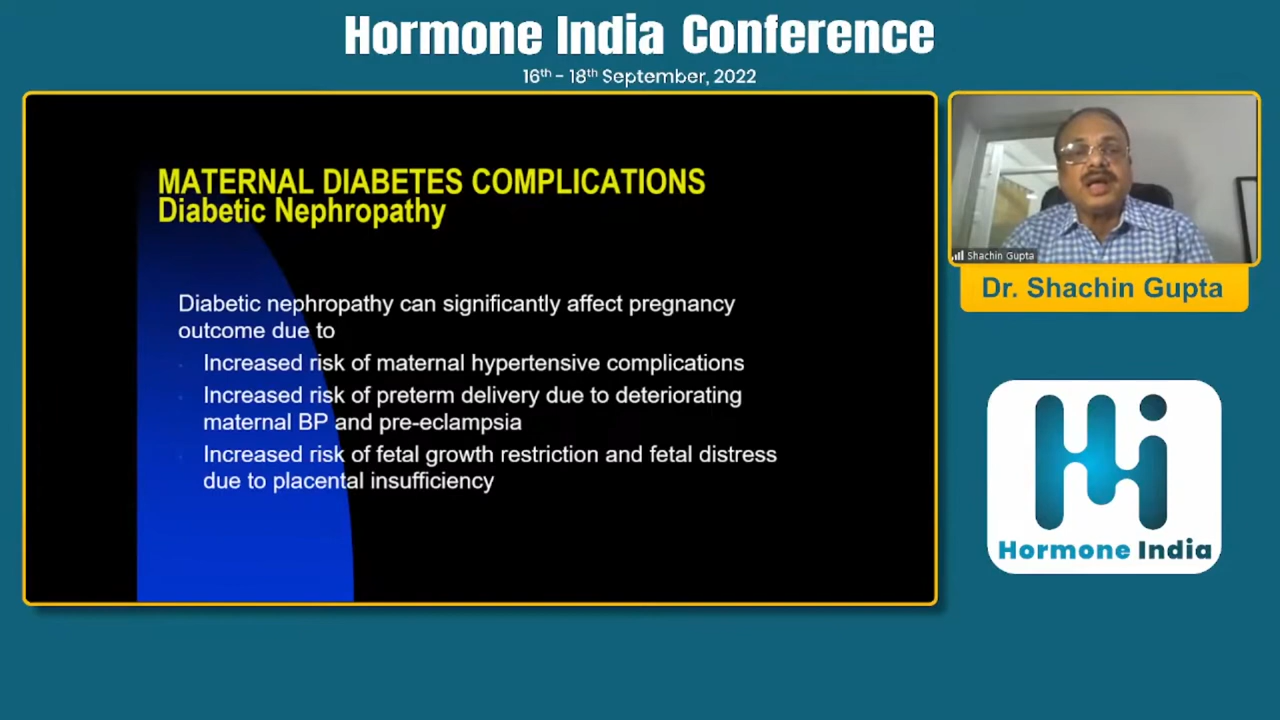 Hormone India Conference
16th - 18th September, 2022
MATERNAL DIABETES COMPLICATIONS
Diabetic Nephropathy
Diabetic nephropathy can significantly affect pregnancy
outcome due to
Increased risk of maternal hypertensive complications
Increased risk of preterm delivery due to deteriorating
maternal BP and pre-eclampsia
Increased risk of fetal growth restriction and fetal distress
due to placental insufficiency
Shachin Gupta
Dr. Shachin Gupta
Hi
Hormone India